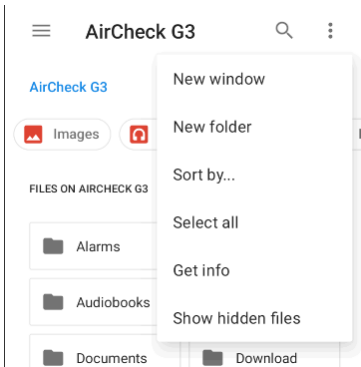 AirCheck G3
AirCheck G3
New window
New folder
Images
Sort by...
FILES ON AIRCHECK G3
Select all
Alarms
Get info
Audiobooks
Show hidden files
Documents
Download